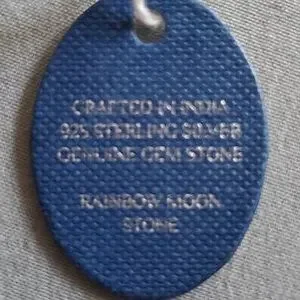 CRAFTED IN INDIA
925 STERLING SILVER
GENUINE GEM STONE
RAINBOW MOON
STONE